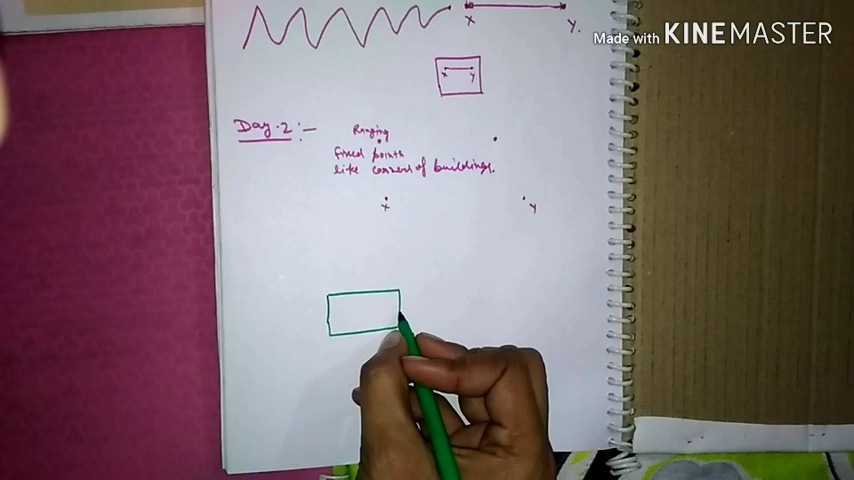 X Y.
Made with KINEMASTER
X Y
Day.2:-
Ranging
fixed points
like corners of buildings.
X Y